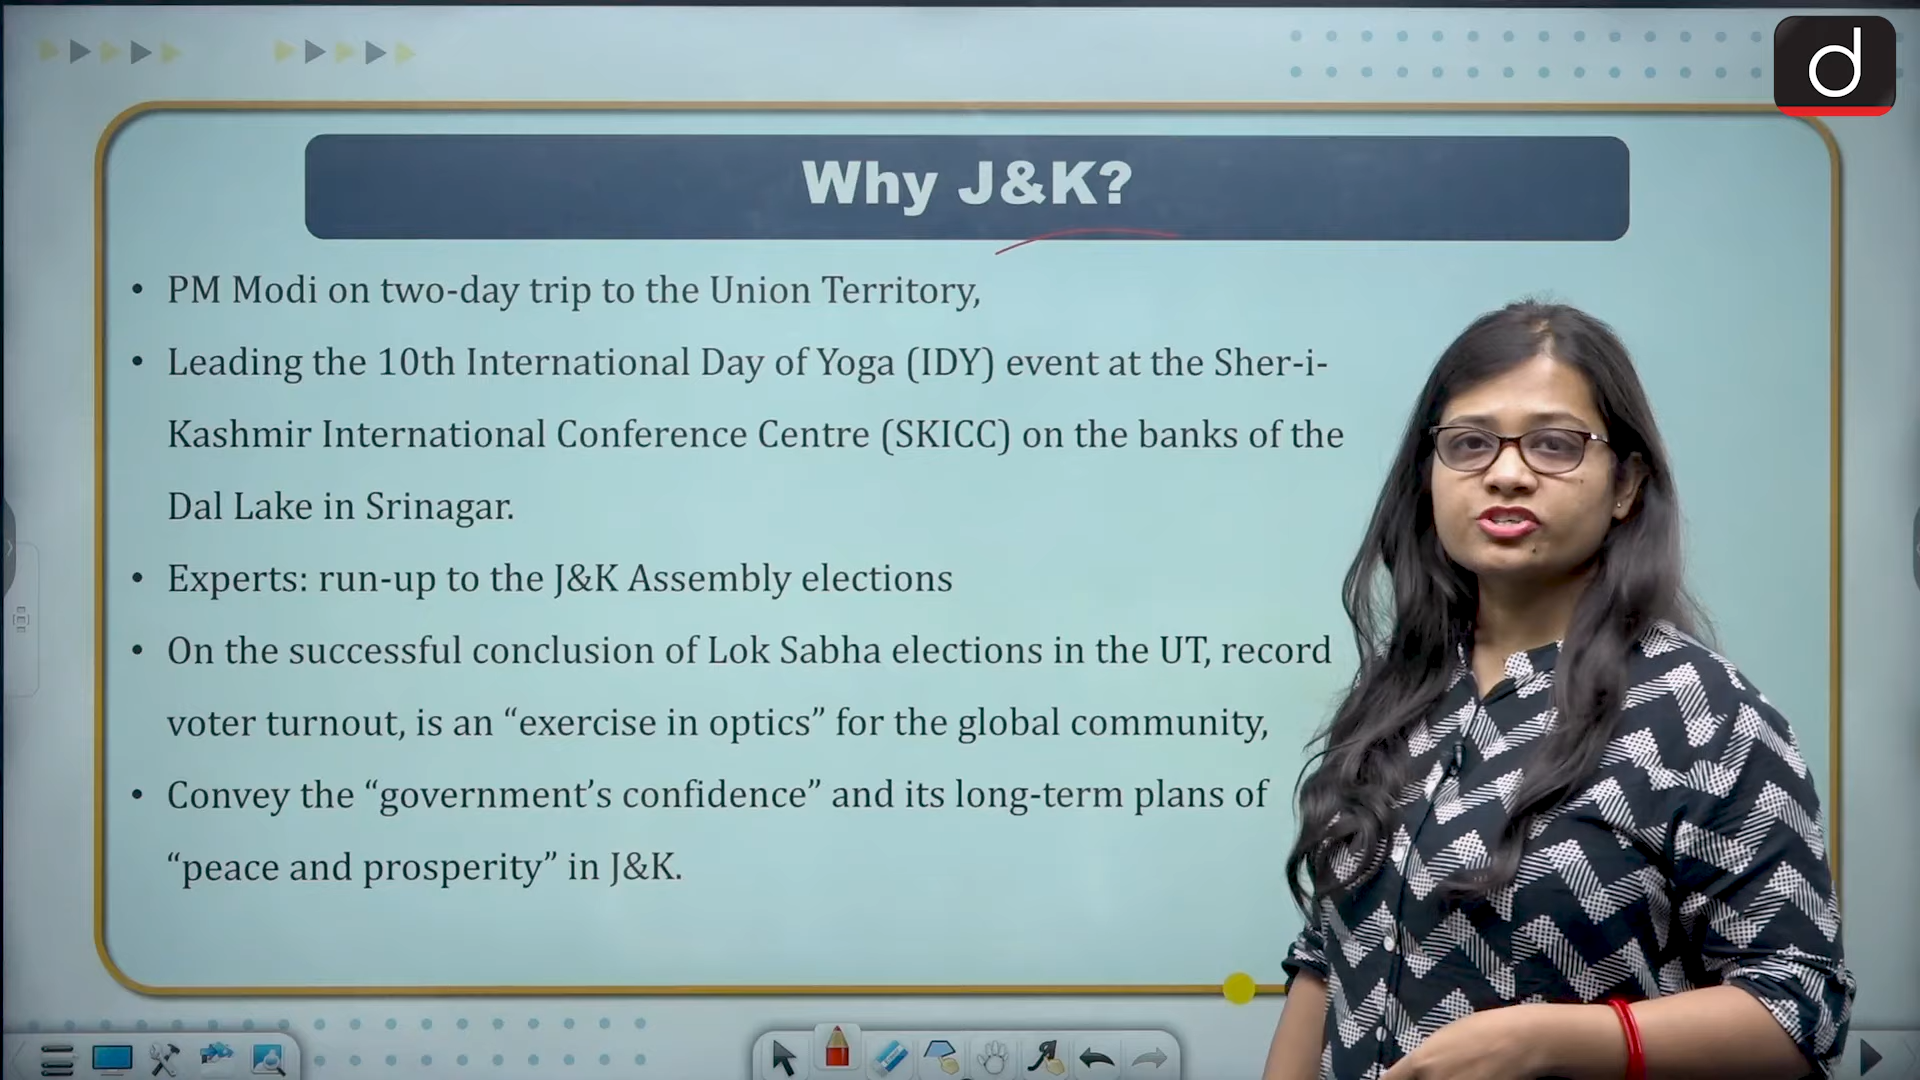 d
Why J&K?
• PM Modi on two-day trip to the Union Territory,
• Leading the 10th International Day of Yoga (IDY) event at the Sher-i-
Kashmir International Conference Centre (SKICC) on the banks of the
Dal Lake in Srinagar.
• Experts: run-up to the J&K Assembly elections
• On the successful conclusion of Lok Sabha elections in the UT, record
voter turnout, is an “exercise in optics” for the global community,
• Convey the “government’s confidence” and its long-term plans of
“peace and prosperity” in J&K.